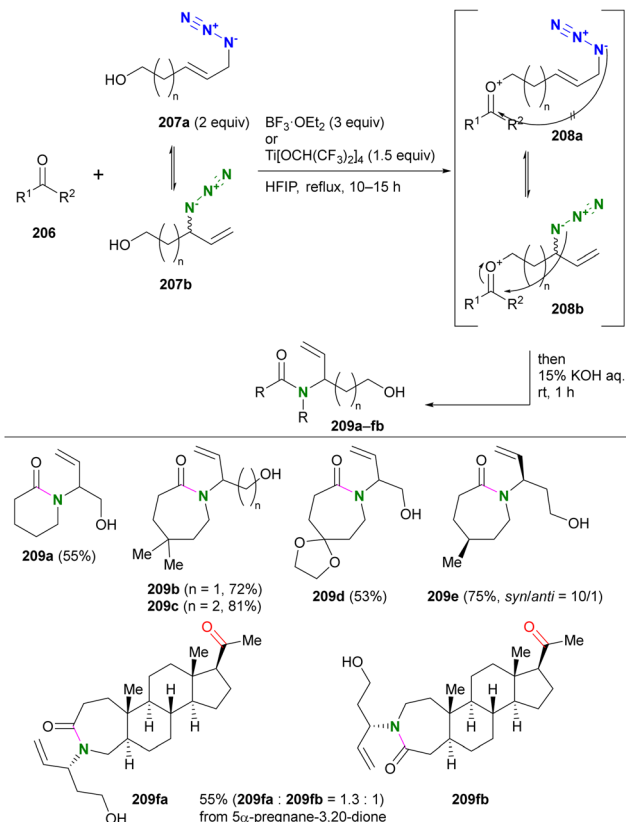 N≡N⁺–N⁻
HO
n
207a (2 equiv)
O
R¹ R²
206
+
N⁻ N⁺ N
HO
n
207b
BF₃·OEt₂ (3 equiv)
or
Ti[OCH(CF₃)₂]₄ (1.5 equiv)
HFIP, reflux, 10–15 h
N N⁺ N⁻
O⁺
n
R¹ R²
208a
N⁻ N⁺ N
O⁺
n
R¹ R²
208b
then
15% KOH aq.
rt, 1 h
O
R N OH
R n
209a–fb
O
N
OH
209a (55%)
O
N OH
n
Me
Me
209b (n = 1, 72%)
209c (n = 2, 81%)
O
N
OH
O O
209d (53%)
O
N
OH
Me
209e (75%, syn/anti = 10/1)
O
Me
Me
Me H
O
N
H H H
OH
209fa
O
Me
HO Me
Me H
N
H H H
O
209fb
55% (209fa : 209fb = 1.3 : 1)
from 5α-pregnane-3,20-dione